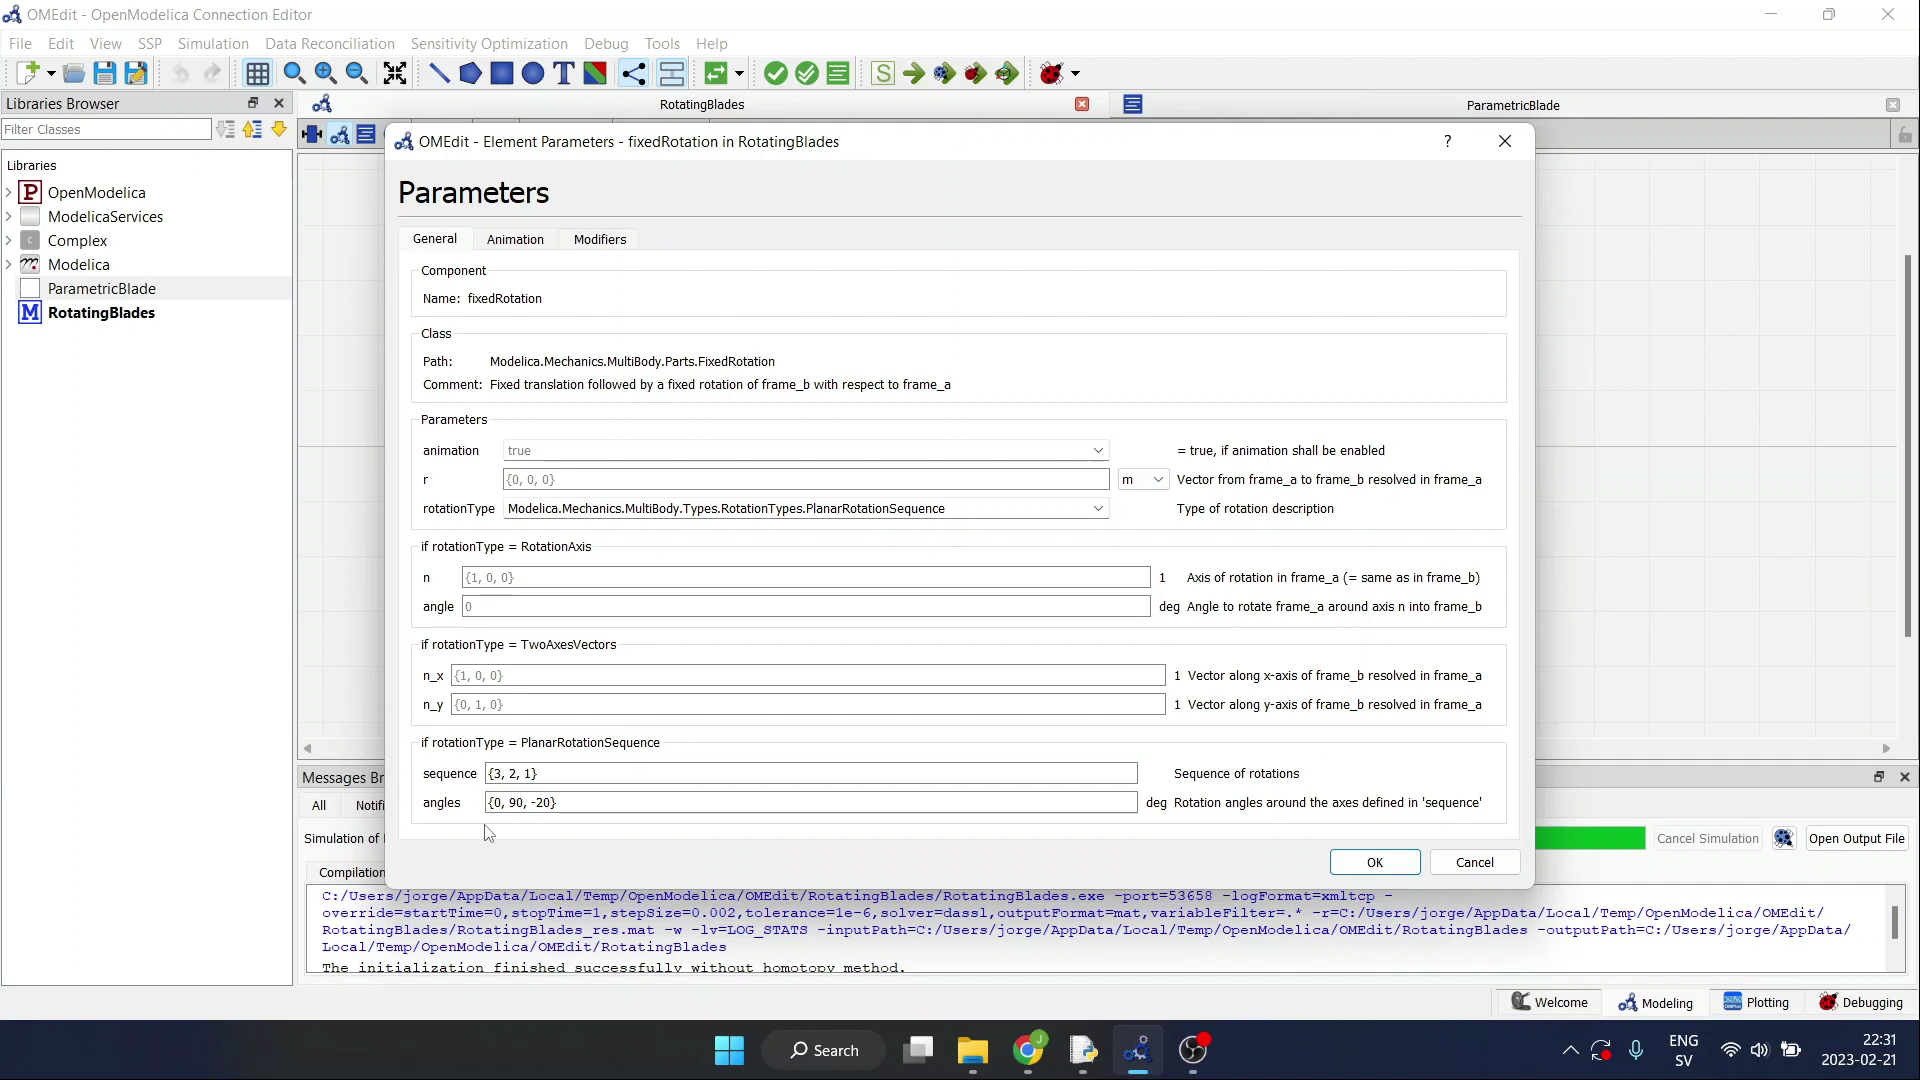 OMEdit - OpenModelica Connection Editor
File Edit View SSP Simulation Data Reconciliation Sensitivity Optimization Debug Tools Help
Libraries Browser
RotatingBlades
ParametricBlade
Filter Classes
Libraries
P OpenModelica
ModelicaServices
C Complex
Modelica
ParametricBlade
M RotatingBlades
OMEdit - Element Parameters - fixedRotation in RotatingBlades
?
Parameters
General Animation Modifiers
Component
Name: fixedRotation
Class
Path: Modelica.Mechanics.MultiBody.Parts.FixedRotation
Comment: Fixed translation followed by a fixed rotation of frame_b with respect to frame_a
Parameters
animation true = true, if animation shall be enabled
r {0, 0, 0} m Vector from frame_a to frame_b resolved in frame_a
rotationType Modelica.Mechanics.MultiBody.Types.RotationTypes.PlanarRotationSequence Type of rotation description
if rotationType = RotationAxis
n {1, 0, 0} 1 Axis of rotation in frame_a (= same as in frame_b)
angle 0 deg Angle to rotate frame_a around axis n into frame_b
if rotationType = TwoAxesVectors
n_x {1, 0, 0} 1 Vector along x-axis of frame_b resolved in frame_a
n_y {0, 1, 0} 1 Vector along y-axis of frame_b resolved in frame_a
if rotationType = PlanarRotationSequence
sequence {3, 2, 1} Sequence of rotations
angles {0, 90, -20} deg Rotation angles around the axes defined in 'sequence'
OK Cancel
Messages Br
All Notifi
Simulation of
Cancel Simulation Open Output File
Compilation
C:/Users/jorge/AppData/Local/Temp/OpenModelica/OMEdit/RotatingBlades/RotatingBlades.exe -port=53658 -logFormat=xmltcp -
override=startTime=0,stopTime=1,stepSize=0.002,tolerance=1e-6,solver=dassl,outputFormat=mat,variableFilter=.* -r=C:/Users/jorge/AppData/Local/Temp/OpenModelica/OMEdit/
RotatingBlades/RotatingBlades_res.mat -w -lv=LOG_STATS -inputPath=C:/Users/jorge/AppData/Local/Temp/OpenModelica/OMEdit/RotatingBlades -outputPath=C:/Users/jorge/AppData/
Local/Temp/OpenModelica/OMEdit/RotatingBlades
The initialization finished successfully without homotopy method.
Welcome Modeling Plotting Debugging
Search
ENG
SV
22:31
2023-02-21